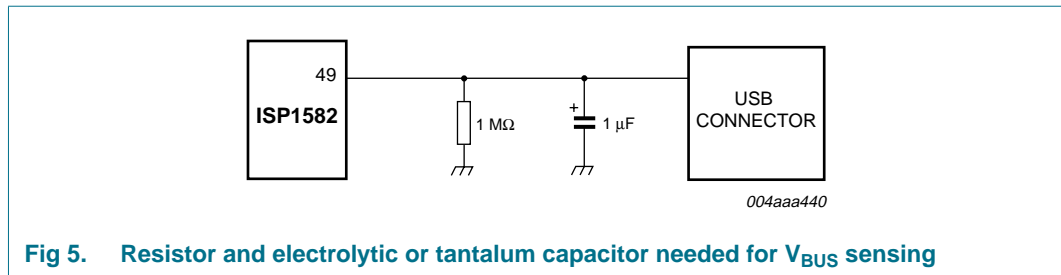 49
ISP1582
1 MΩ
+
1 μF
USB
CONNECTOR
004aaa440
Fig 5. Resistor and electrolytic or tantalum capacitor needed for VBUS sensing